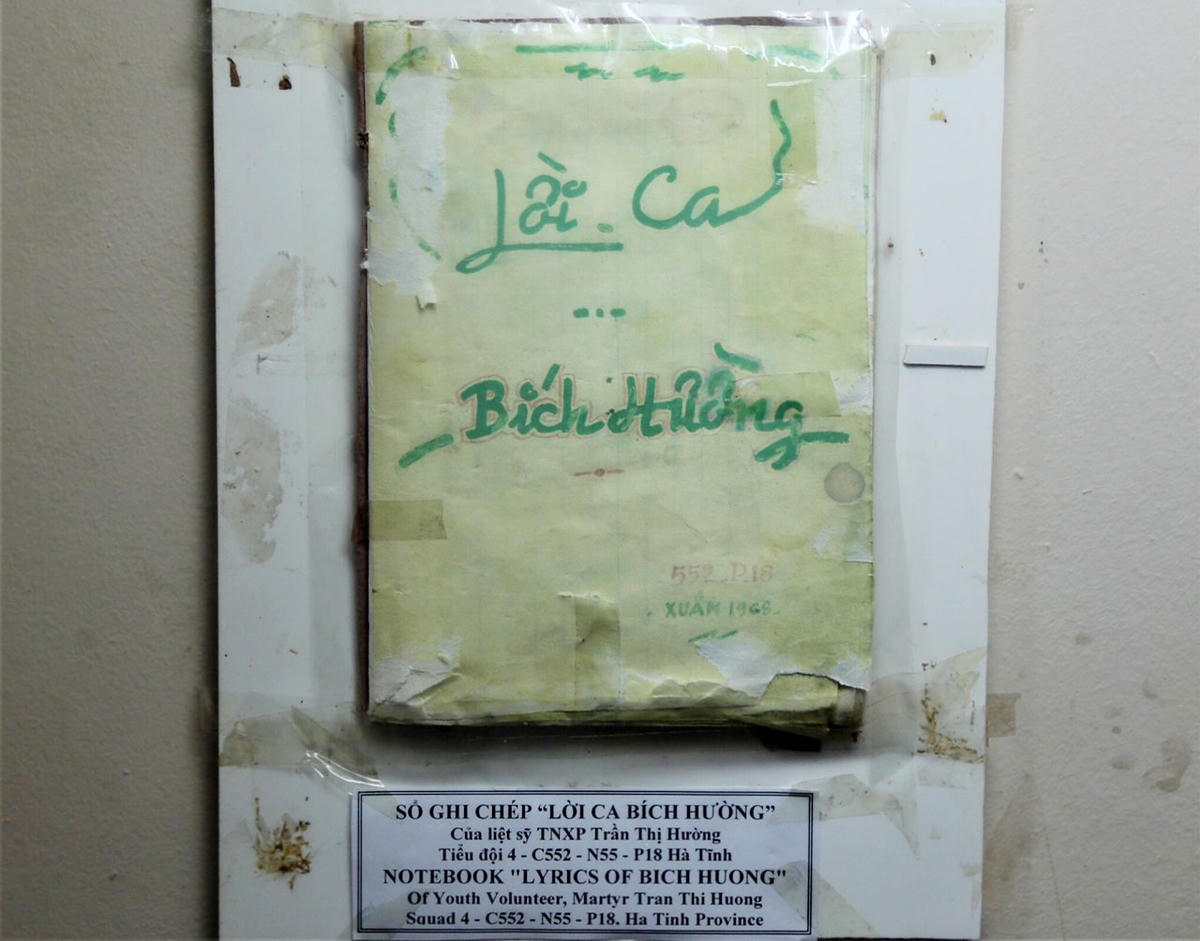 Lời. Ca
...
Bích Hường
552_P.18
XUÂN 1968
SỔ GHI CHÉP “LỜI CA BÍCH HƯỜNG”
Của liệt sỹ TNXP Trần Thị Hường
Tiểu đội 4 - C552 - N55 - P18 Hà Tĩnh
NOTEBOOK "LYRICS OF BICH HUONG"
Of Youth Volunteer, Martyr Tran Thi Huong
Squad 4 - C552 - N55 - P18. Ha Tinh Province